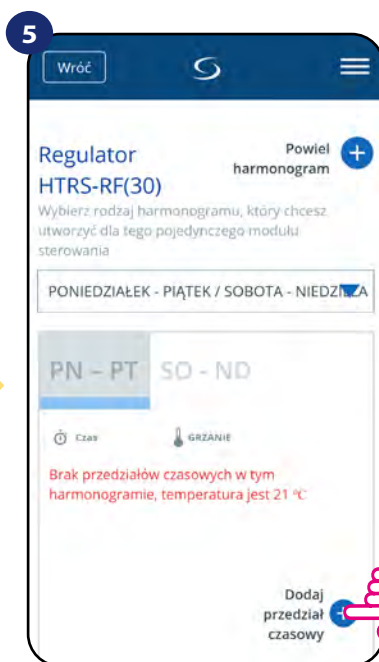 5
Wróć
Regulator
HTRS-RF(30)
Powiel
harmonogram
Wybierz rodzaj harmonogramu, który chcesz
utworzyć dla tego pojedynczego modułu
sterowania
PONIEDZIAŁEK - PIĄTEK / SOBOTA - NIEDZIELA
PN – PT SO - ND
Czas GRZANIE
Brak przedziałów czasowych w tym
harmonogramie, temperatura jest 21 °C
Dodaj
przedział
czasowy